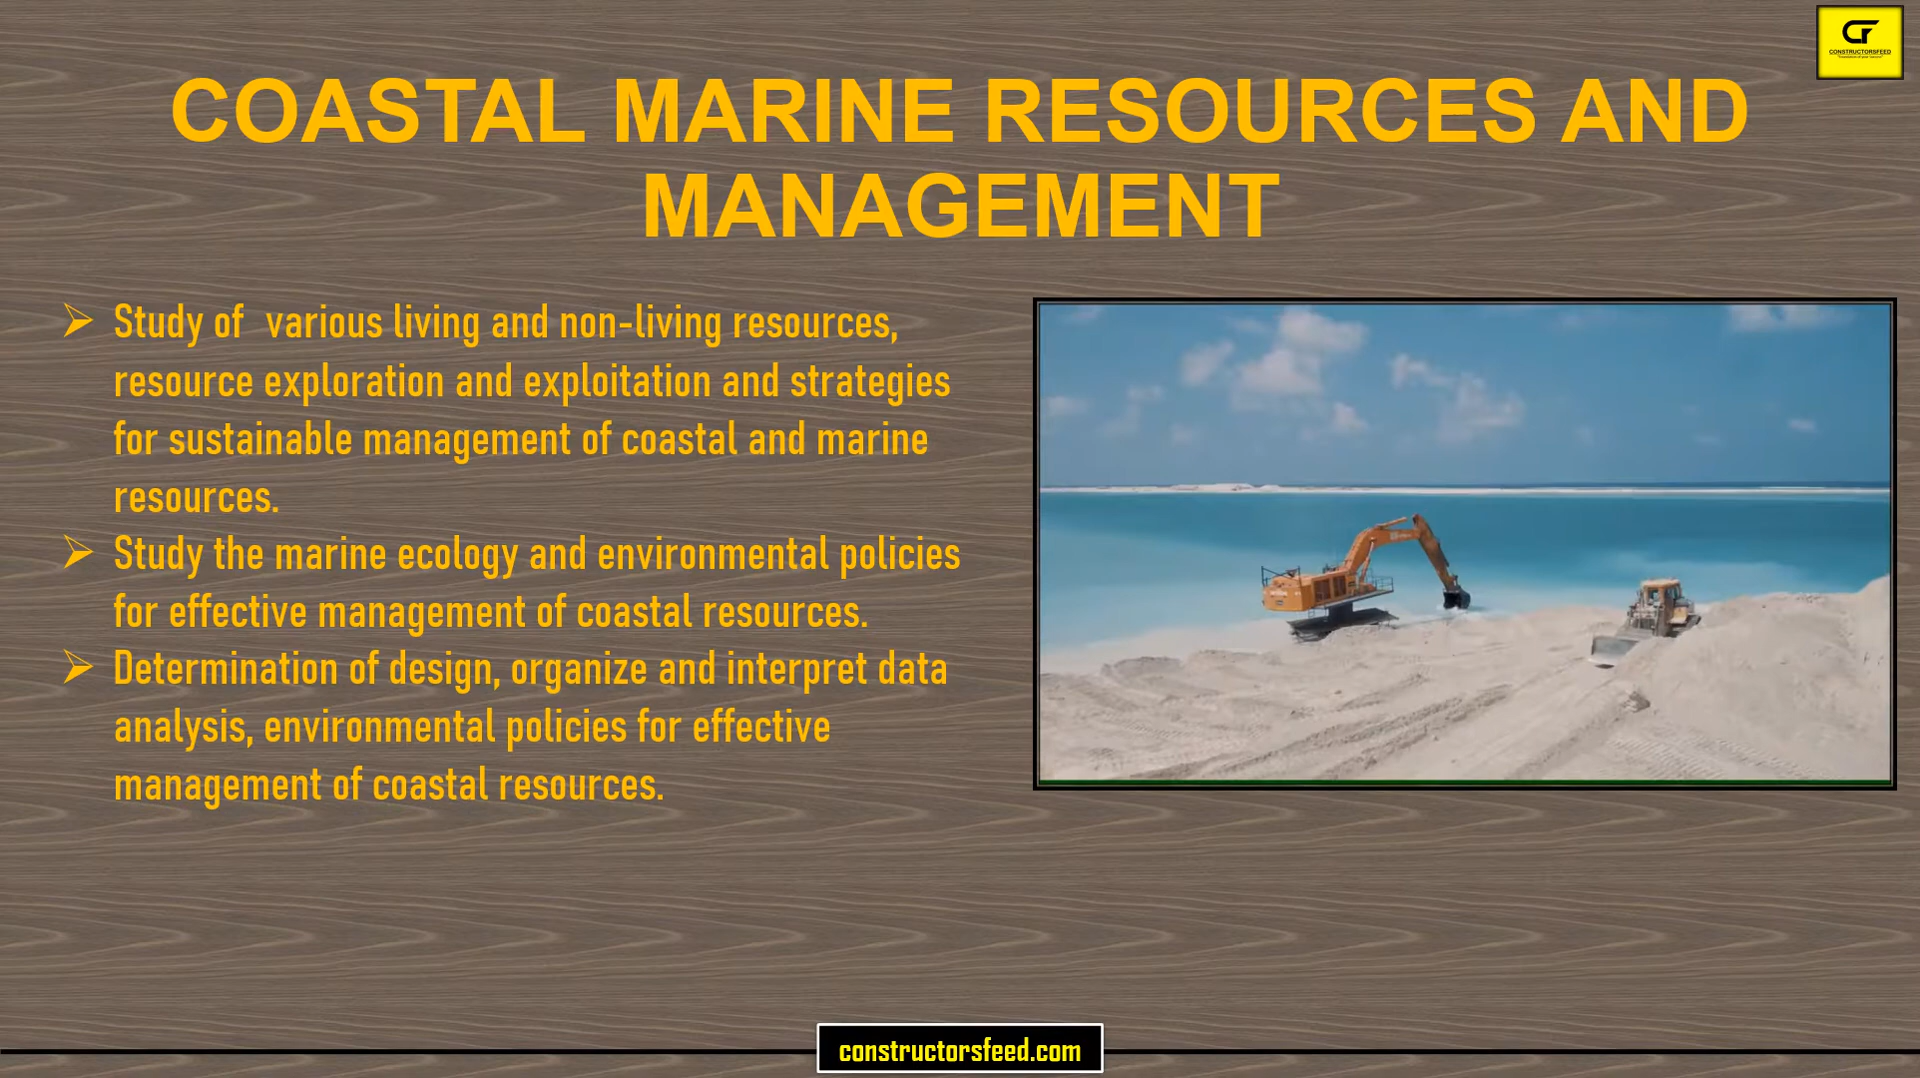 CONSTRUCTORSFEED
COASTAL MARINE RESOURCES AND
MANAGEMENT
Study of various living and non-living resources,
resource exploration and exploitation and strategies
for sustainable management of coastal and marine
resources.
Study the marine ecology and environmental policies
for effective management of coastal resources.
Determination of design, organize and interpret data
analysis, environmental policies for effective
management of coastal resources.
constructorsfeed.com